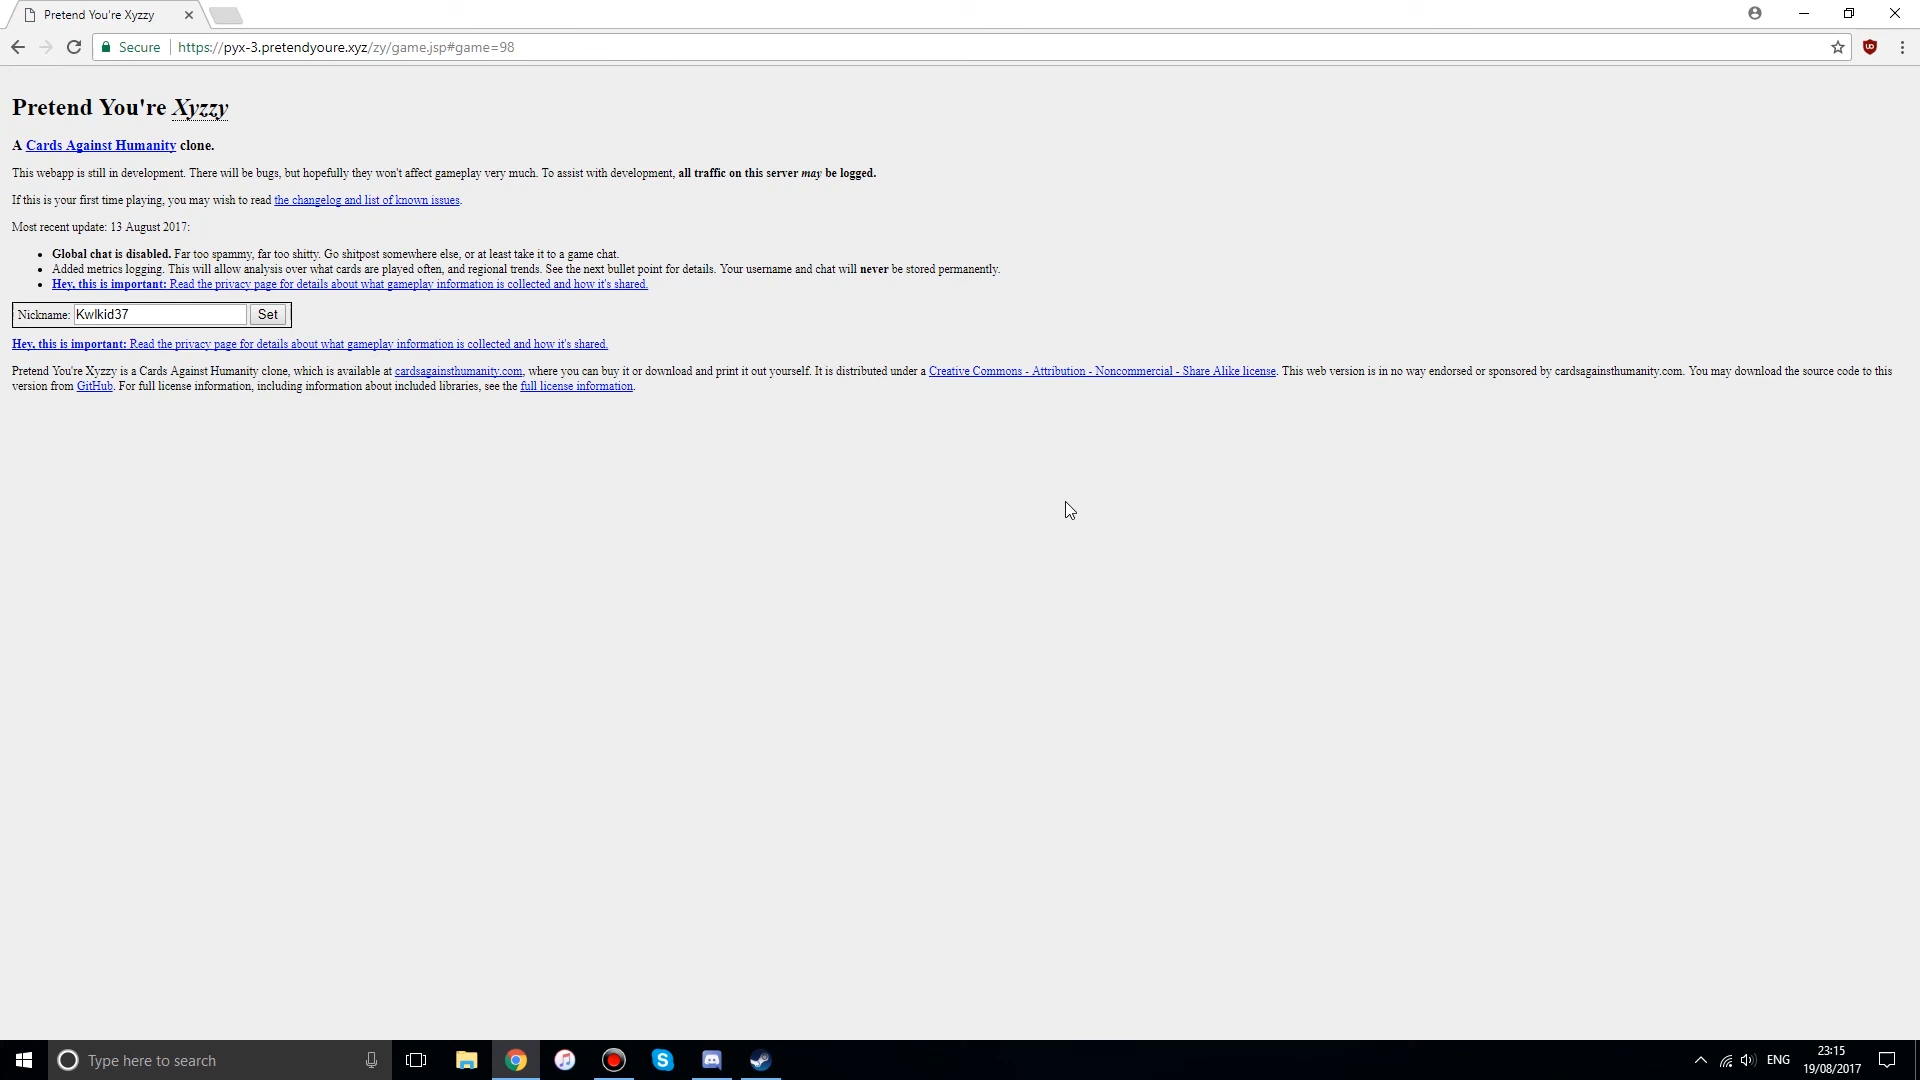 Pretend You're Xyzzy
Secure https://pyx-3.pretendyoure.xyz/zy/game.jsp#game=98
Pretend You're Xyzzy
A Cards Against Humanity clone.
This webapp is still in development. There will be bugs, but hopefully they won't affect gameplay very much. To assist with development, all traffic on this server may be logged.
If this is your first time playing, you may wish to read the changelog and list of known issues.
Most recent update: 13 August 2017:
Global chat is disabled. Far too spammy, far too shitty. Go shitpost somewhere else, or at least take it to a game chat.
Added metrics logging. This will allow analysis over what cards are played often, and regional trends. See the next bullet point for details. Your username and chat will never be stored permanently.
Hey, this is important: Read the privacy page for details about what gameplay information is collected and how it's shared.
Nickname: Kwlkid37 Set
Hey, this is important: Read the privacy page for details about what gameplay information is collected and how it's shared.
Pretend You're Xyzzy is a Cards Against Humanity clone, which is available at cardsagainsthumanity.com, where you can buy it or download and print it out yourself. It is distributed under a Creative Commons - Attribution - Noncommercial - Share Alike license. This web version is in no way endorsed or sponsored by cardsagainsthumanity.com. You may download the source code to this
version from GitHub. For full license information, including information about included libraries, see the full license information.
Type here to search
ENG
23:15
19/08/2017